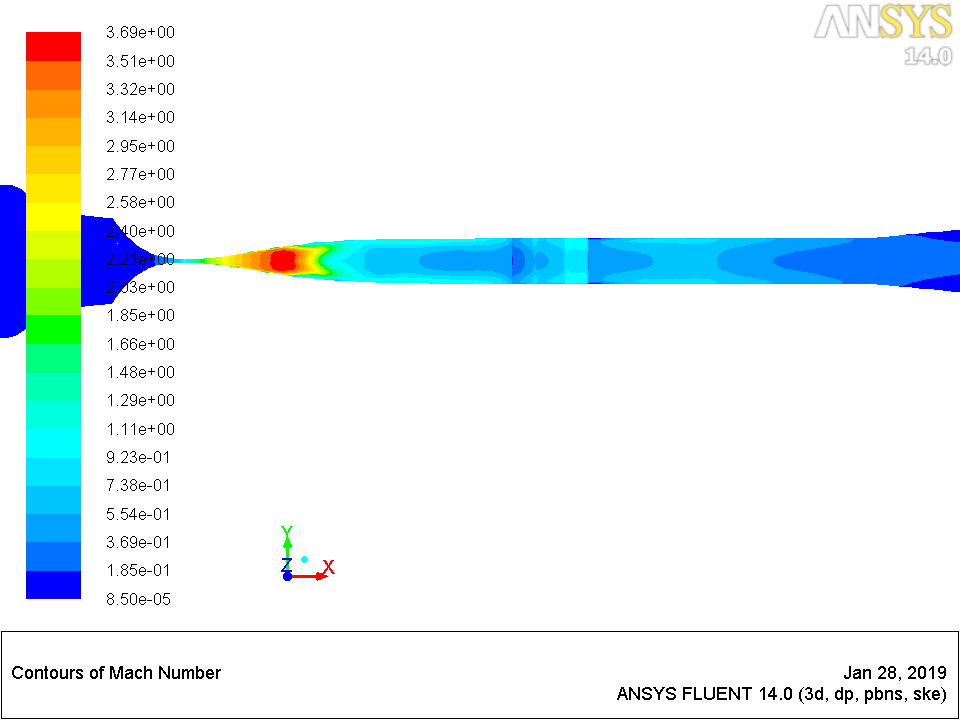 ANSYS
14.0
3.69e+00
3.51e+00
3.32e+00
3.14e+00
2.95e+00
2.77e+00
2.58e+00
2.40e+00
2.21e+00
2.03e+00
1.85e+00
1.66e+00
1.48e+00
1.29e+00
1.11e+00
9.23e-01
7.38e-01
5.54e-01
3.69e-01
1.85e-01
8.50e-05
Y
Z
X
Contours of Mach Number
Jan 28, 2019
ANSYS FLUENT 14.0 (3d, dp, pbns, ske)